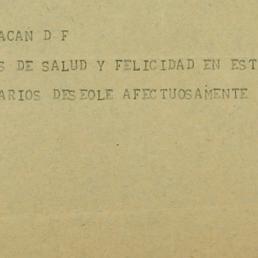 ACAN D F
S DE SALUD Y FELICIDAD EN EST
ARIOS DESEOLE AFECTUOSAMENTE